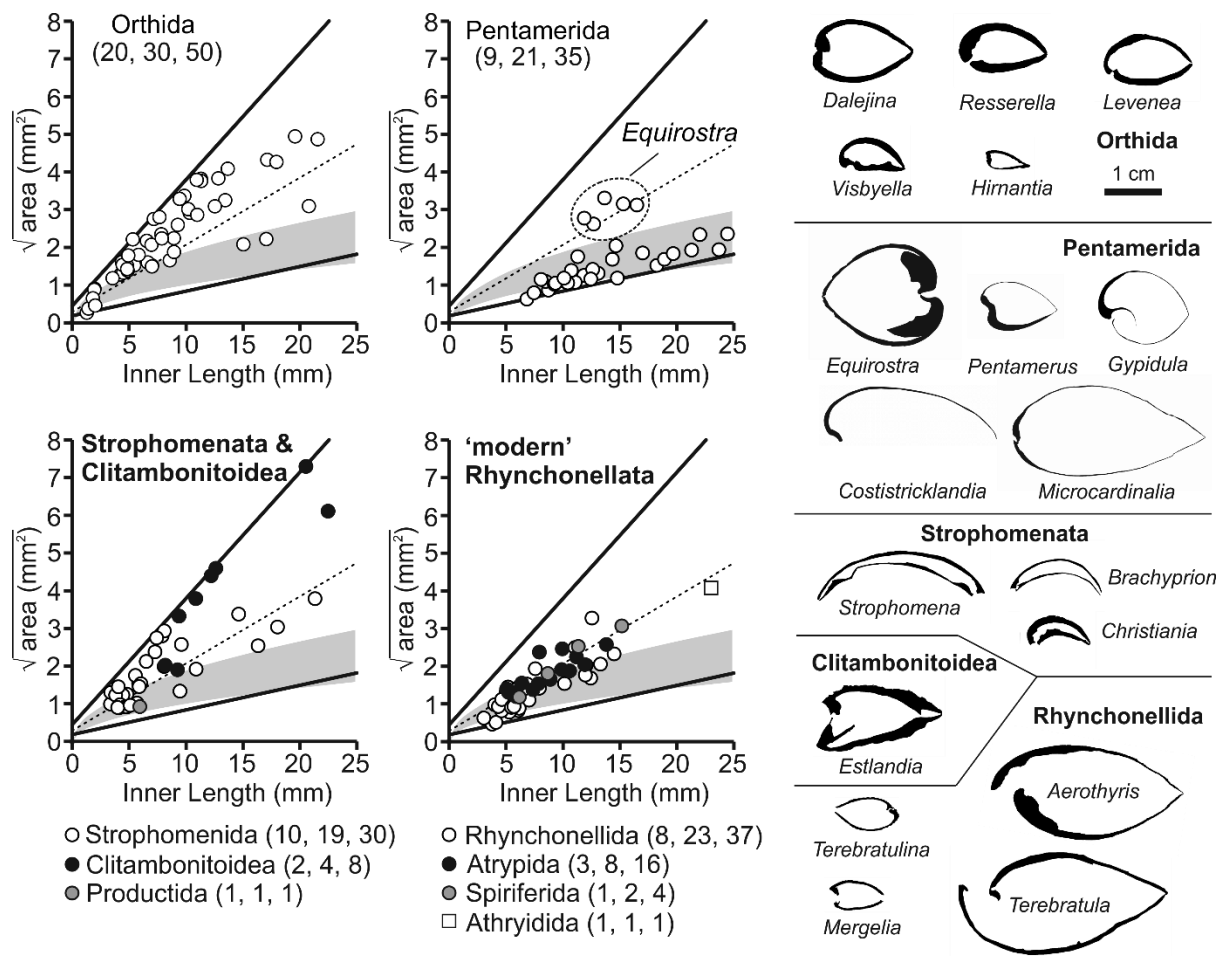 Orthida
(20, 30, 50)
8
7
6
5
4
3
2
1
0
√area (mm²)
0 5 10 15 20 25
Inner Length (mm)
Pentamerida
(9, 21, 35)
Equirostra
8
7
6
5
4
3
2
1
0
√area (mm²)
0 5 10 15 20 25
Inner Length (mm)
Strophomenata &
Clitambonitoidea
8
7
6
5
4
3
2
1
0
√area (mm²)
0 5 10 15 20 25
Inner Length (mm)
Strophomenida (10, 19, 30)
Clitambonitoidea (2, 4, 8)
Productida (1, 1, 1)
‘modern’
Rhynchonellata
8
7
6
5
4
3
2
1
0
√area (mm²)
0 5 10 15 20 25
Inner Length (mm)
Rhynchonellida (8, 23, 37)
Atrypida (3, 8, 16)
Spiriferida (1, 2, 4)
Athryidida (1, 1, 1)
Dalejina
Resserella
Levenea
Visbyella
Hirnantia
Orthida
1 cm
Pentamerida
Equirostra
Pentamerus
Gypidula
Costistricklandia
Microcardinalia
Strophomenata
Strophomena
Brachyprion
Christiania
Clitambonitoidea
Estlandia
Rhynchonellida
Aerothyris
Terebratulina
Mergelia
Terebratula